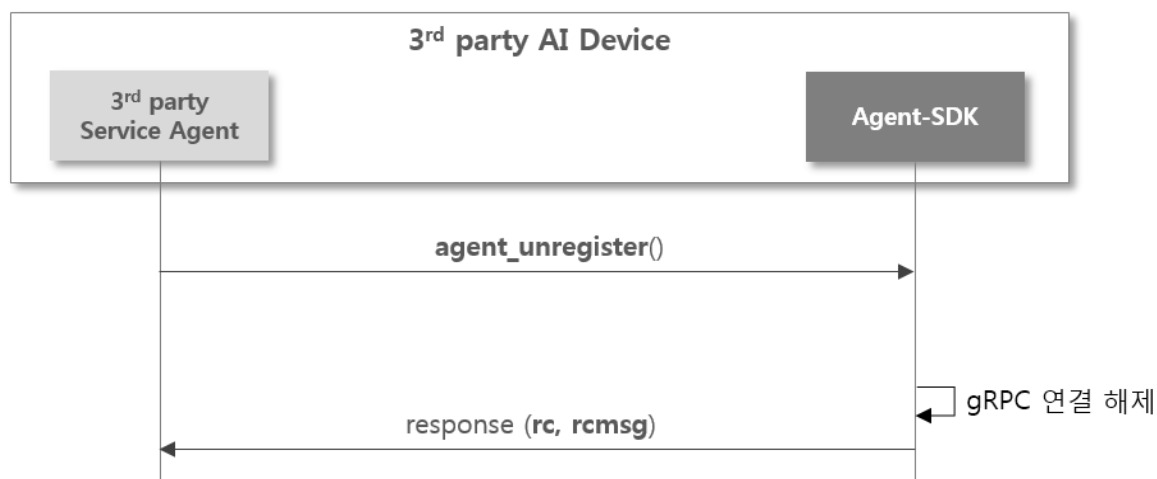 3rd party AI Device
3rd party
Service Agent
Agent-SDK
agent_unregister()
gRPC 연결 해제
response (rc, rcmsg)